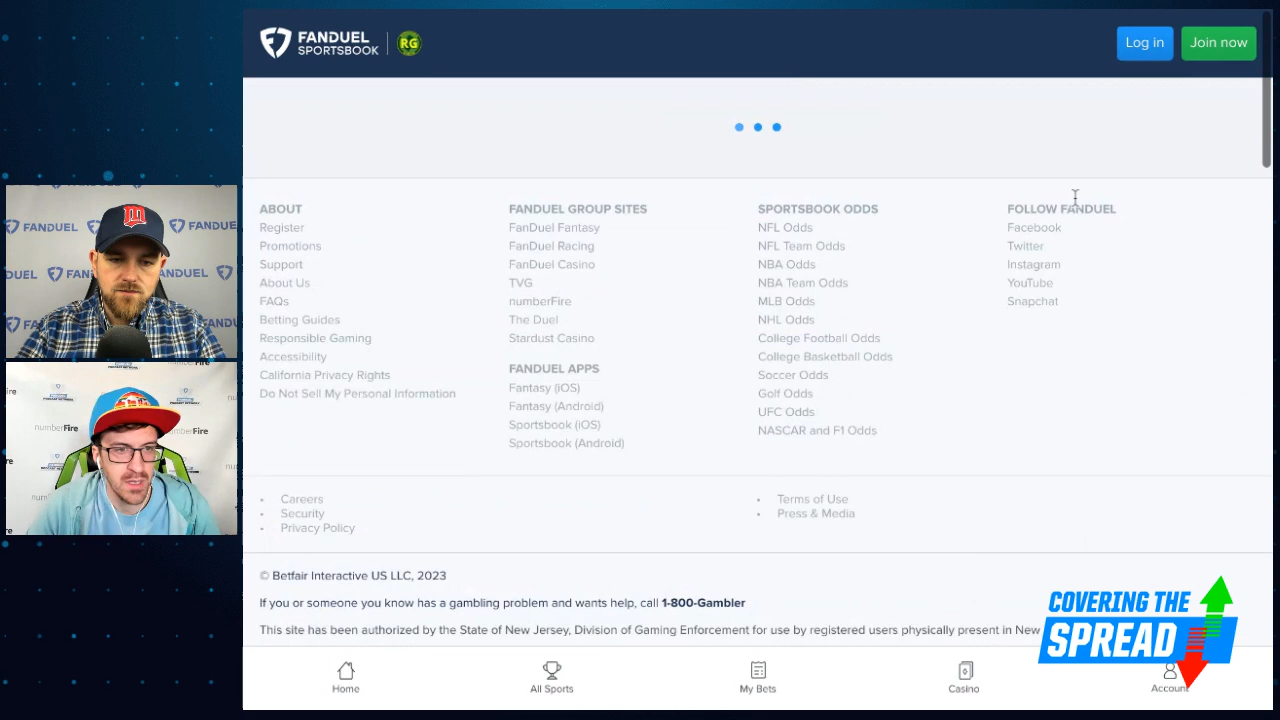 FANDUEL
SPORTSBOOK
RG
Log in
Join now
ABOUT
Register
Promotions
Support
About Us
FAQs
Betting Guides
Responsible Gaming
Accessibility
California Privacy Rights
Do Not Sell My Personal Information
FANDUEL GROUP SITES
FanDuel Fantasy
FanDuel Racing
FanDuel Casino
TVG
numberFire
The Duel
Stardust Casino
FANDUEL APPS
Fantasy (iOS)
Fantasy (Android)
Sportsbook (iOS)
Sportsbook (Android)
SPORTSBOOK ODDS
NFL Odds
NFL Team Odds
NBA Odds
NBA Team Odds
MLB Odds
NHL Odds
College Football Odds
College Basketball Odds
Soccer Odds
Golf Odds
UFC Odds
NASCAR and F1 Odds
FOLLOW FANDUEL
Facebook
Twitter
Instagram
YouTube
Snapchat
• Careers
• Security
• Privacy Policy
• Terms of Use
• Press & Media
© Betfair Interactive US LLC, 2023
If you or someone you know has a gambling problem and wants help, call 1-800-Gambler
This site has been authorized by the State of New Jersey, Division of Gaming Enforcement for use by registered users physically present in New
Home
All Sports
My Bets
Casino
Account
COVERING THE
SPREAD
FANDUEL
FANDUEL
numberFire
numberFire